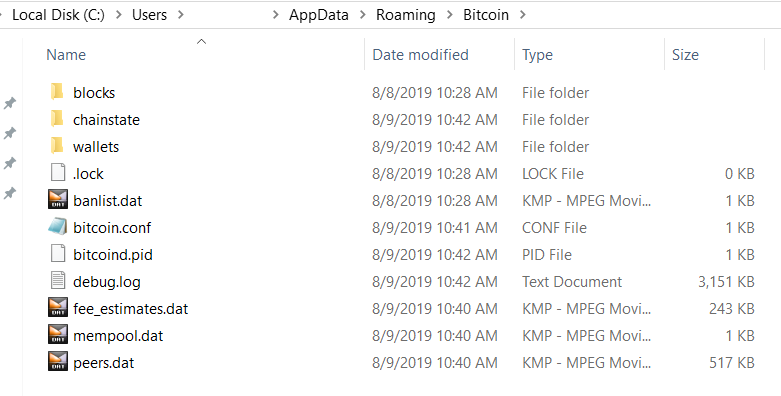 Local Disk (C:) > Users > > AppData > Roaming > Bitcoin >
Name Date modified Type Size
blocks 8/8/2019 10:28 AM File folder
chainstate 8/9/2019 10:42 AM File folder
wallets 8/9/2019 10:42 AM File folder
.lock 8/8/2019 10:28 AM LOCK File 0 KB
DAT banlist.dat 8/8/2019 10:28 AM KMP - MPEG Movi... 1 KB
bitcoin.conf 8/9/2019 10:41 AM CONF File 1 KB
bitcoind.pid 8/9/2019 10:42 AM PID File 1 KB
debug.log 8/9/2019 10:42 AM Text Document 3,151 KB
DAT fee_estimates.dat 8/9/2019 10:40 AM KMP - MPEG Movi... 243 KB
DAT mempool.dat 8/9/2019 10:40 AM KMP - MPEG Movi... 1 KB
DAT peers.dat 8/9/2019 10:40 AM KMP - MPEG Movi... 517 KB